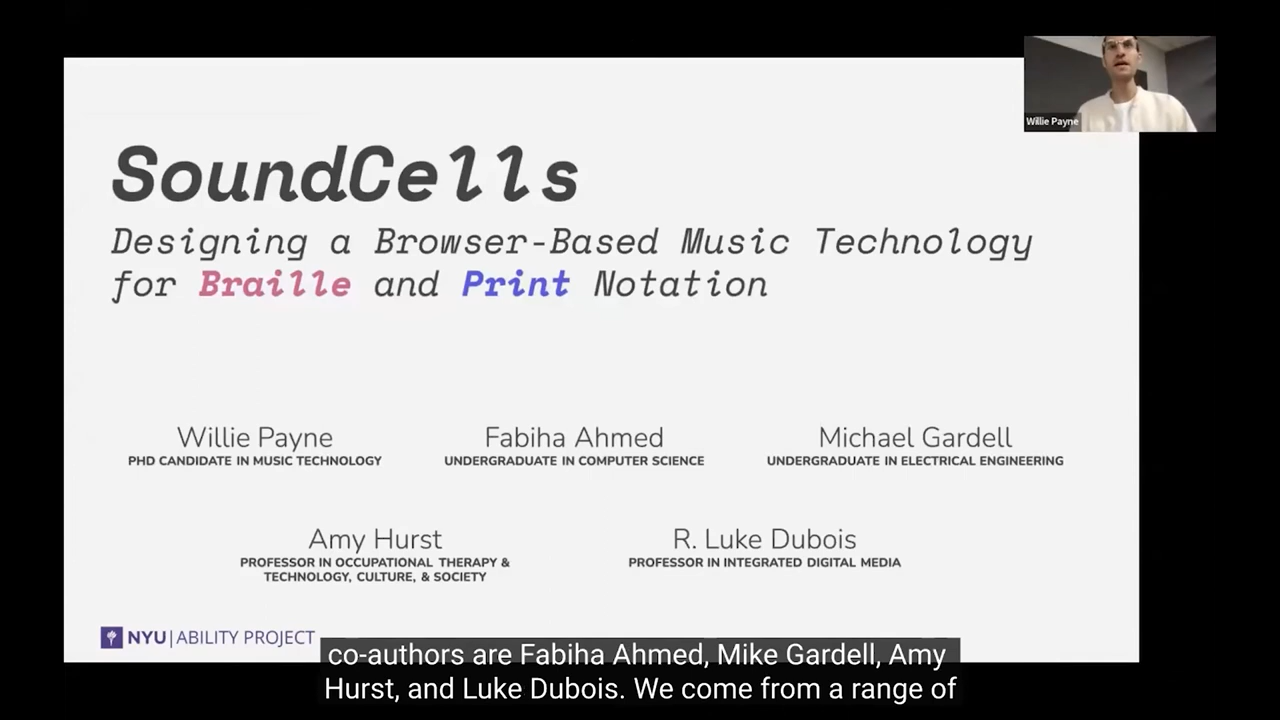 Willie Payne
SoundCells
Designing a Browser-Based Music Technology
for Braille and Print Notation
Willie Payne
PHD CANDIDATE IN MUSIC TECHNOLOGY
Fabiha Ahmed
UNDERGRADUATE IN COMPUTER SCIENCE
Michael Gardell
UNDERGRADUATE IN ELECTRICAL ENGINEERING
Amy Hurst
PROFESSOR IN OCCUPATIONAL THERAPY &
TECHNOLOGY, CULTURE, & SOCIETY
R. Luke Dubois
PROFESSOR IN INTEGRATED DIGITAL MEDIA
NYU|ABILITY PROJECT
co-authors are Fabiha Ahmed, Mike Gardell, Amy
Hurst, and Luke Dubois. We come from a range of